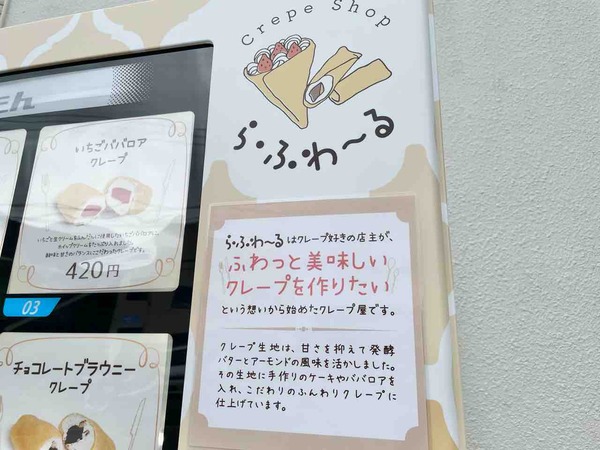 Crepe Shop
ら・ふわ〜る
いちごババロア
クレープ
420円
03
チョコレートブラウニー
クレープ
ら・ふわ〜るはクレープ好きの店主が、
ふわっと美味しい
クレープを作りたい
という想いから始めたクレープ屋です。
クレープ生地は、甘さを抑えて発酵
バターとアーモンドの風味を活かしました。
その生地に手作りのケーキやババロアを
入れ、こだわりのふんわりクレープに
仕上げています。